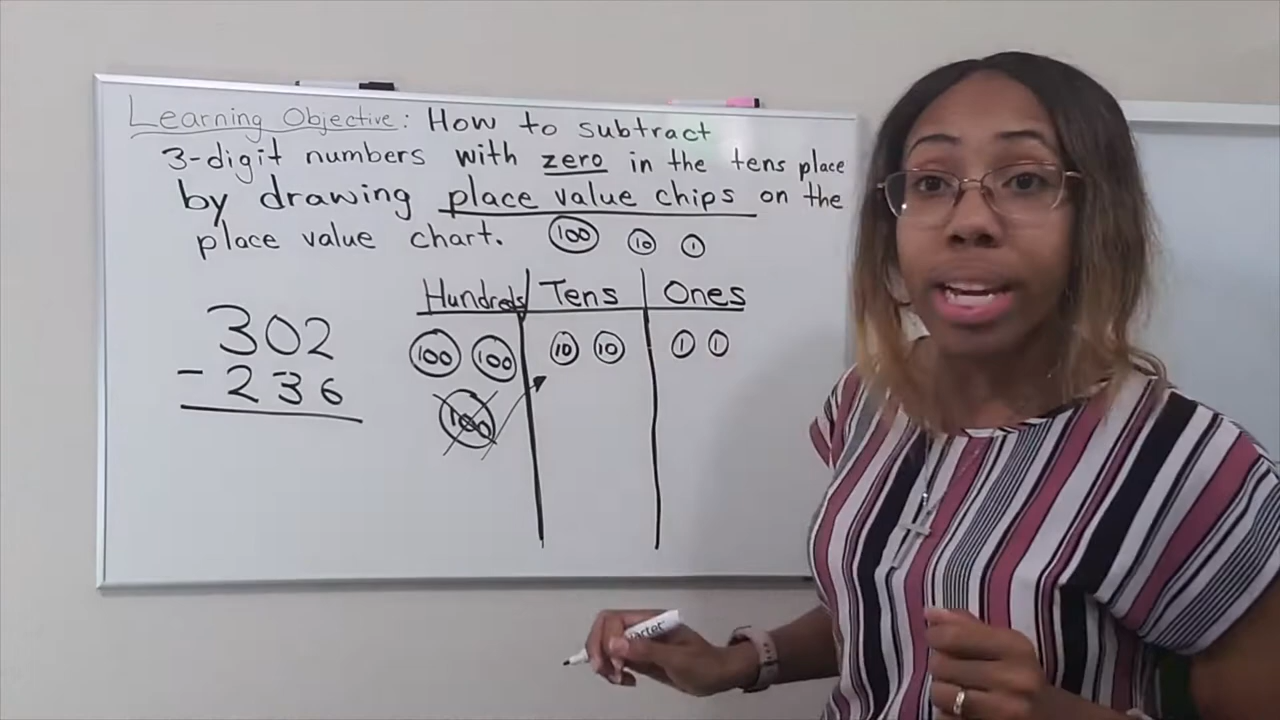 Learning Objective: How to subtract
3-digit numbers with zero in the tens place
by drawing place value chips on the
place value chart. 100 10 1
Hundreds Tens Ones
302
- 236
100 100 10 10 1 1
100